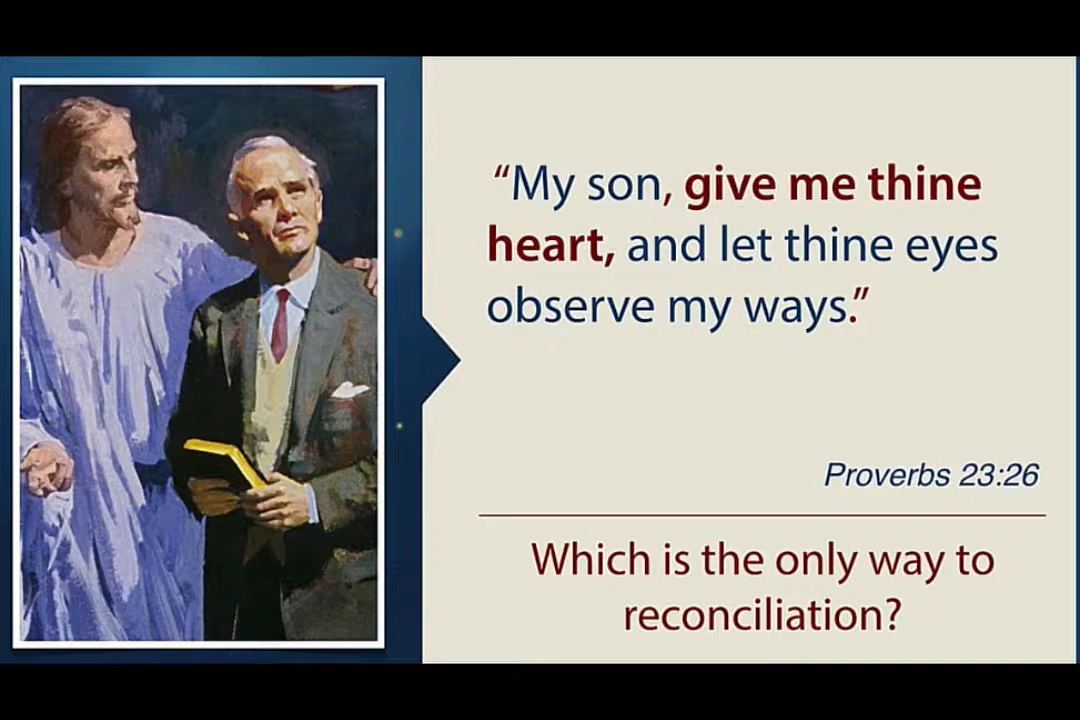 “My son, give me thine
heart, and let thine eyes
observe my ways.”
Proverbs 23:26
Which is the only way to
reconciliation?